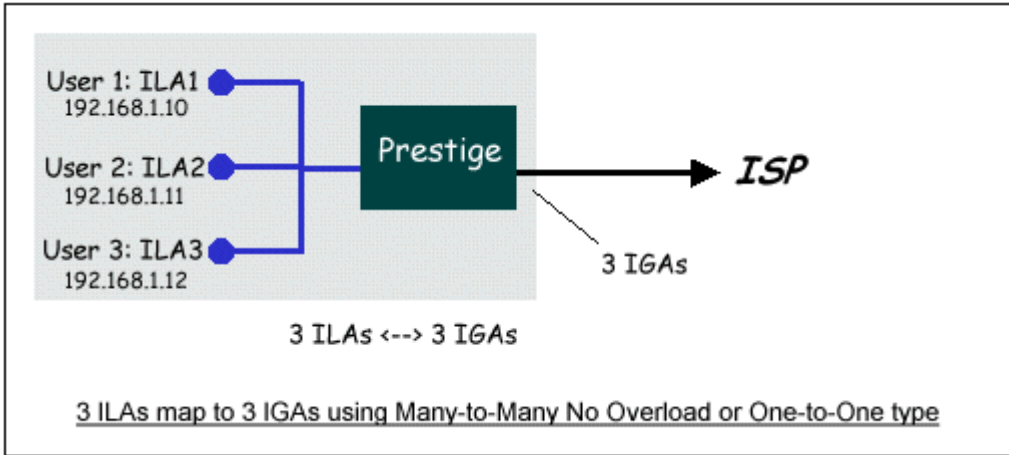 User 1: ILA1
192.168.1.10
User 2: ILA2
192.168.1.11
User 3: ILA3
192.168.1.12
Prestige
ISP
3 IGAs
3 ILAs <--> 3 IGAs
3 ILAs map to 3 IGAs using Many-to-Many No Overload or One-to-One type